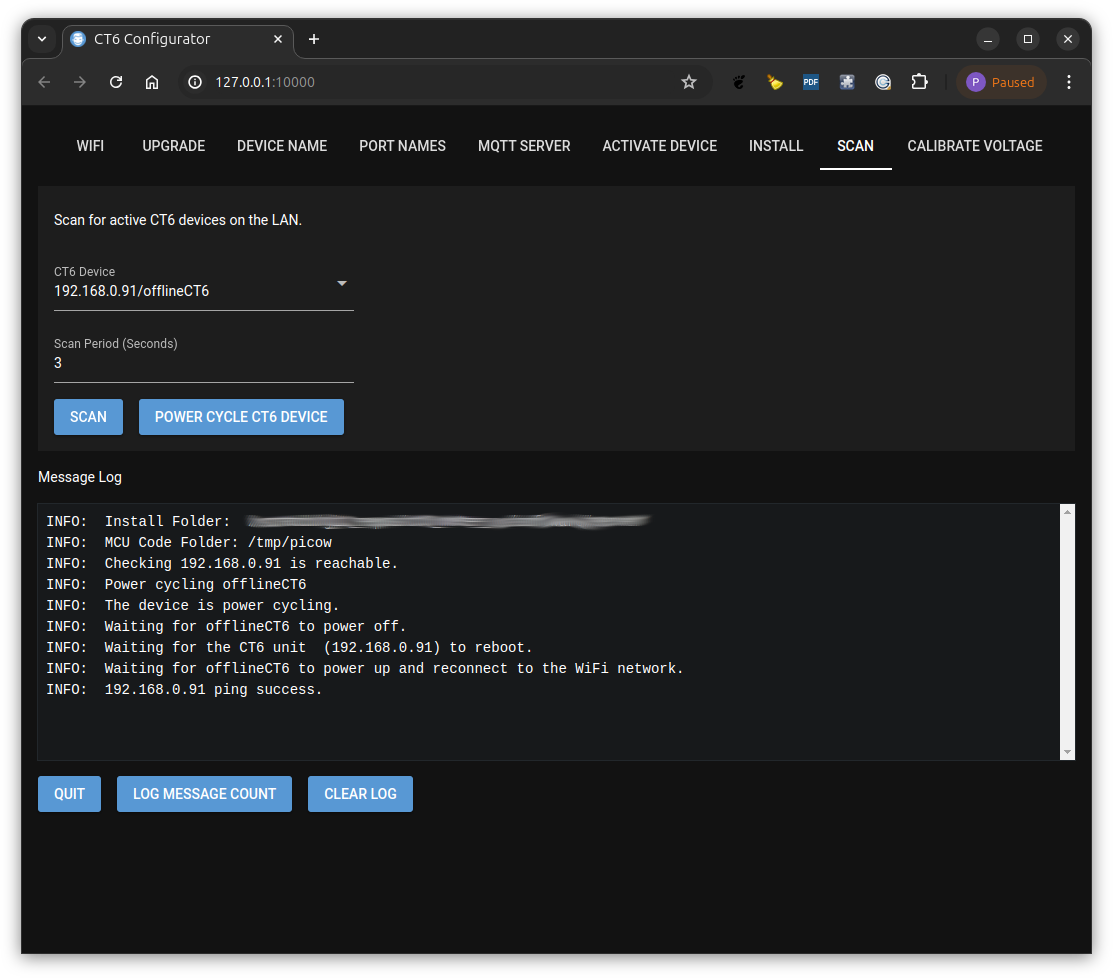 CT6 Configurator
127.0.0.1:10000
PDF
P Paused
WIFI UPGRADE DEVICE NAME PORT NAMES MQTT SERVER ACTIVATE DEVICE INSTALL SCAN CALIBRATE VOLTAGE
Scan for active CT6 devices on the LAN.
CT6 Device
192.168.0.91/offlineCT6
Scan Period (Seconds)
3
SCAN POWER CYCLE CT6 DEVICE
Message Log
INFO:  Install Folder:
INFO:  MCU Code Folder: /tmp/picow
INFO:  Checking 192.168.0.91 is reachable.
INFO:  Power cycling offlineCT6
INFO:  The device is power cycling.
INFO:  Waiting for offlineCT6 to power off.
INFO:  Waiting for the CT6 unit  (192.168.0.91) to reboot.
INFO:  Waiting for offlineCT6 to power up and reconnect to the WiFi network.
INFO:  192.168.0.91 ping success.
QUIT LOG MESSAGE COUNT CLEAR LOG